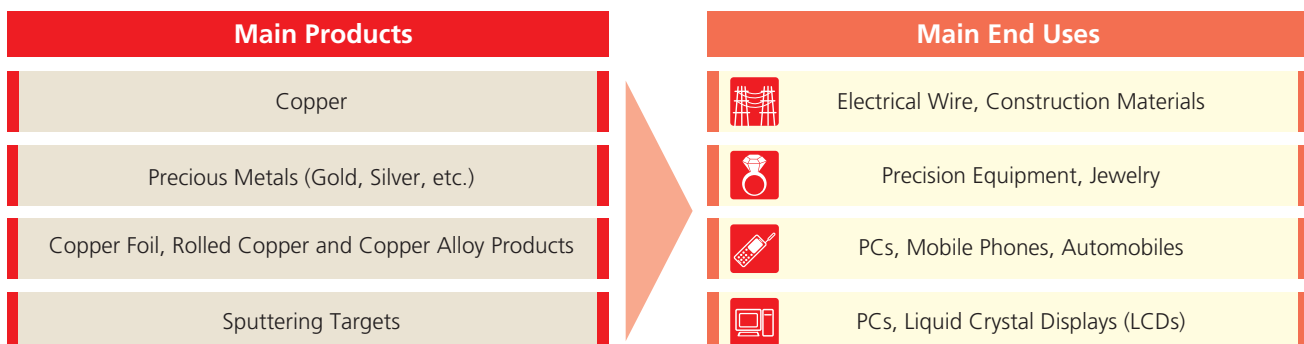 Main Products
Copper
Precious Metals (Gold, Silver, etc.)
Copper Foil, Rolled Copper and Copper Alloy Products
Sputtering Targets
Main End Uses
Electrical Wire, Construction Materials
Precision Equipment, Jewelry
PCs, Mobile Phones, Automobiles
PCs, Liquid Crystal Displays (LCDs)